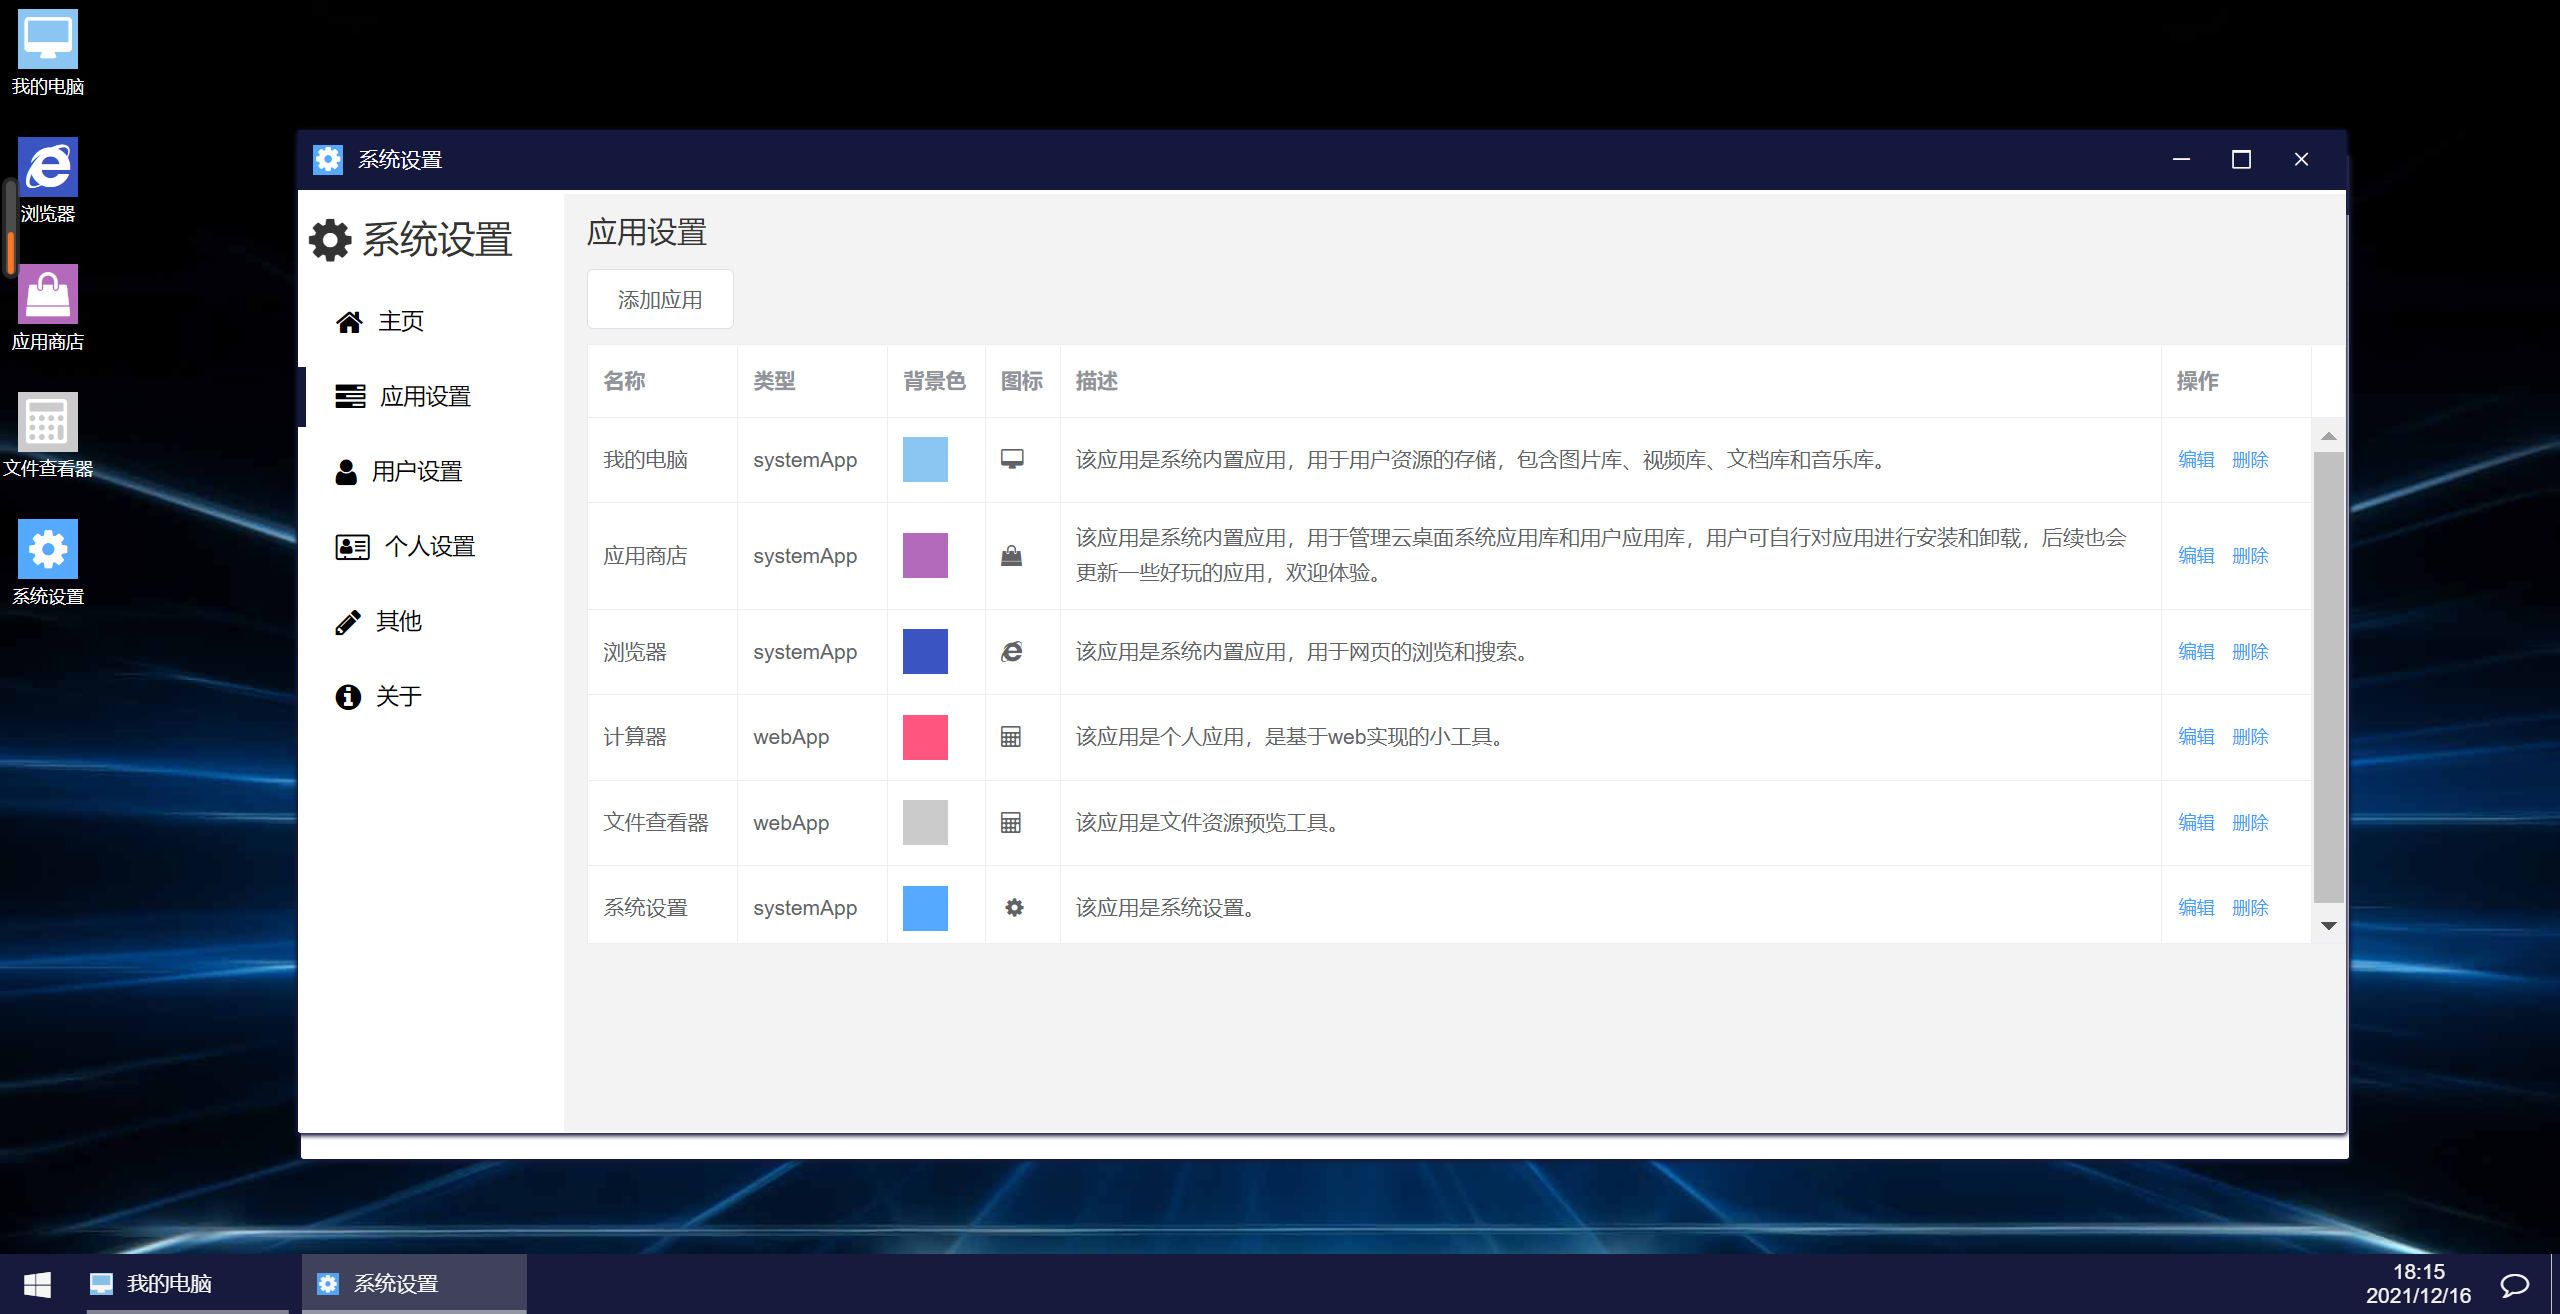 我的电脑
浏览器
应用商店
文件查看器
系统设置
系统设置
系统设置
主页
应用设置
用户设置
个人设置
其他
关于
应用设置
添加应用
名称 类型 背景色 图标 描述 操作
我的电脑 systemApp 该应用是系统内置应用，用于用户资源的存储，包含图片库、视频库、文档库和音乐库。 编辑 删除
应用商店 systemApp 该应用是系统内置应用，用于管理云桌面系统应用库和用户应用库，用户可自行对应用进行安装和卸载，后续也会
更新一些好玩的应用，欢迎体验。 编辑 删除
浏览器 systemApp 该应用是系统内置应用，用于网页的浏览和搜索。 编辑 删除
计算器 webApp 该应用是个人应用，是基于web实现的小工具。 编辑 删除
文件查看器 webApp 该应用是文件资源预览工具。 编辑 删除
系统设置 systemApp 该应用是系统设置。 编辑 删除
我的电脑
系统设置
18:15
2021/12/16